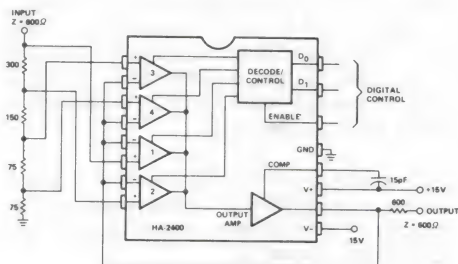 INPUT
Z = 600Ω
300
150
75
75
+
−
3
+
−
4
−
+
1
−
+
2
HA-2400
DECODE/
CONTROL
D0
D1
ENABLE
DIGITAL
CONTROL
GND
COMP
15pF
V+
+15V
OUTPUT
AMP
600
OUTPUT
Z = 600Ω
V−
15V